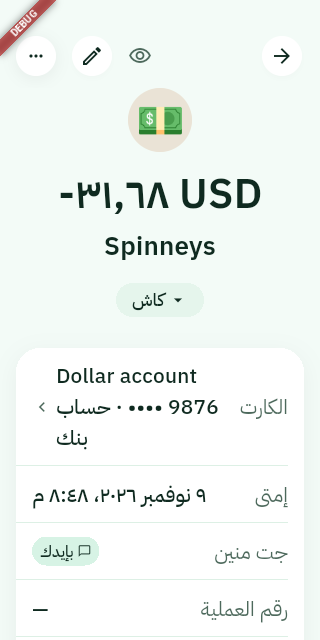 DEBUG
-٣١,٦٨ USD
Spinneys
كاش
الكارت
Dollar account
حساب · •••• 9876
بنك
إمتى
٩ نوفمبر ٢٠٢٦، ٨:٤٨ م
جت منين
بإيدك
رقم العملية
—